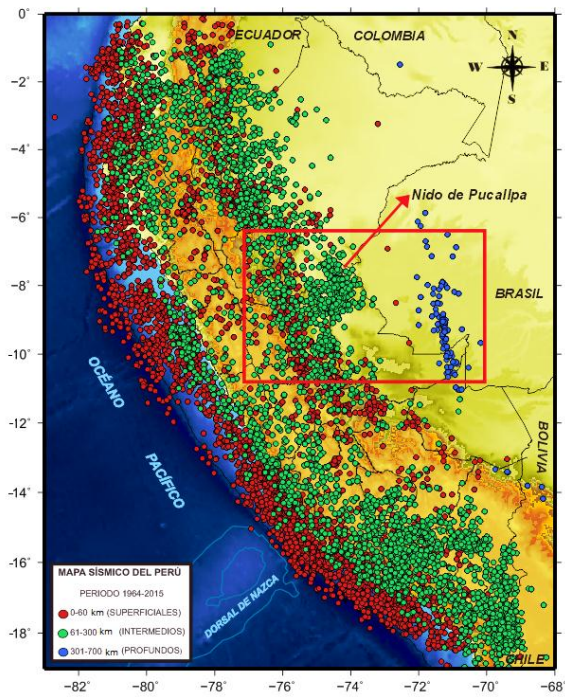 0°
-2°
-4°
-6°
-8°
-10°
-12°
-14°
-16°
-18°
-82°
-80°
-78°
-76°
-74°
-72°
-70°
-68°
ECUADOR
COLOMBIA
N
W E
S
Nido de Pucallpa
BRASIL
OCÉANO
PACÍFICO
BOLIVIA
DORSAL DE NAZCA
CHILE
MAPA SÍSMICO DEL PERÚ
PERIODO 1964-2015
0-60 km (SUPERFICIALES)
61-300 km (INTERMEDIOS)
301-700 km (PROFUNDOS)